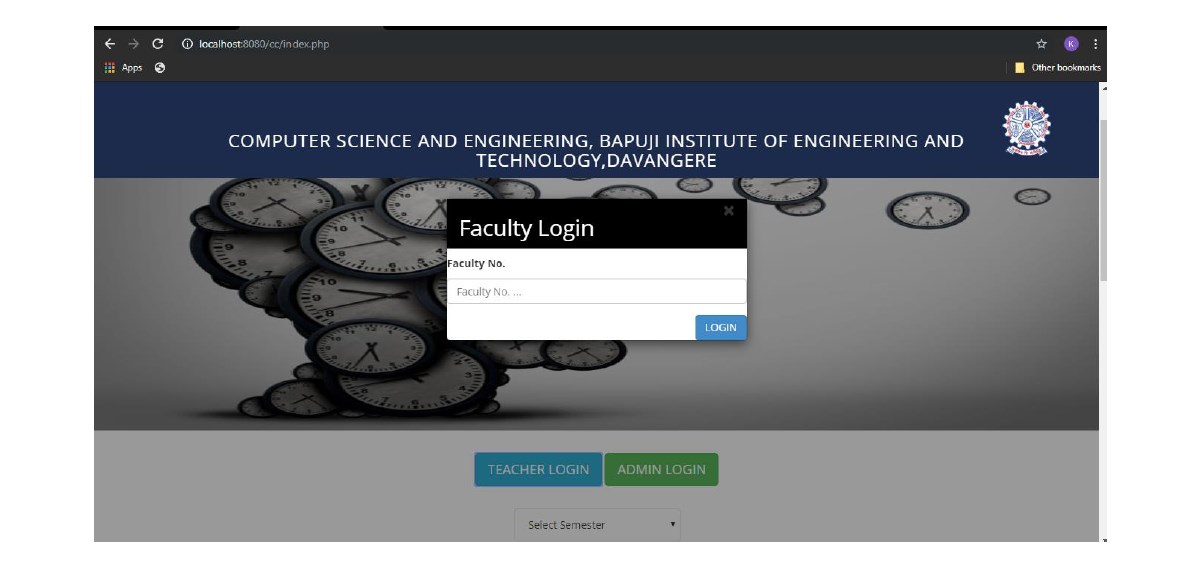 localhost:8080/cc/index.php
K
Apps
Other bookmarks
COMPUTER SCIENCE AND ENGINEERING, BAPUJI INSTITUTE OF ENGINEERING AND
TECHNOLOGY,DAVANGERE
Faculty Login
×
Faculty No.
Faculty No. ...
LOGIN
TEACHER LOGIN
ADMIN LOGIN
Select Semester